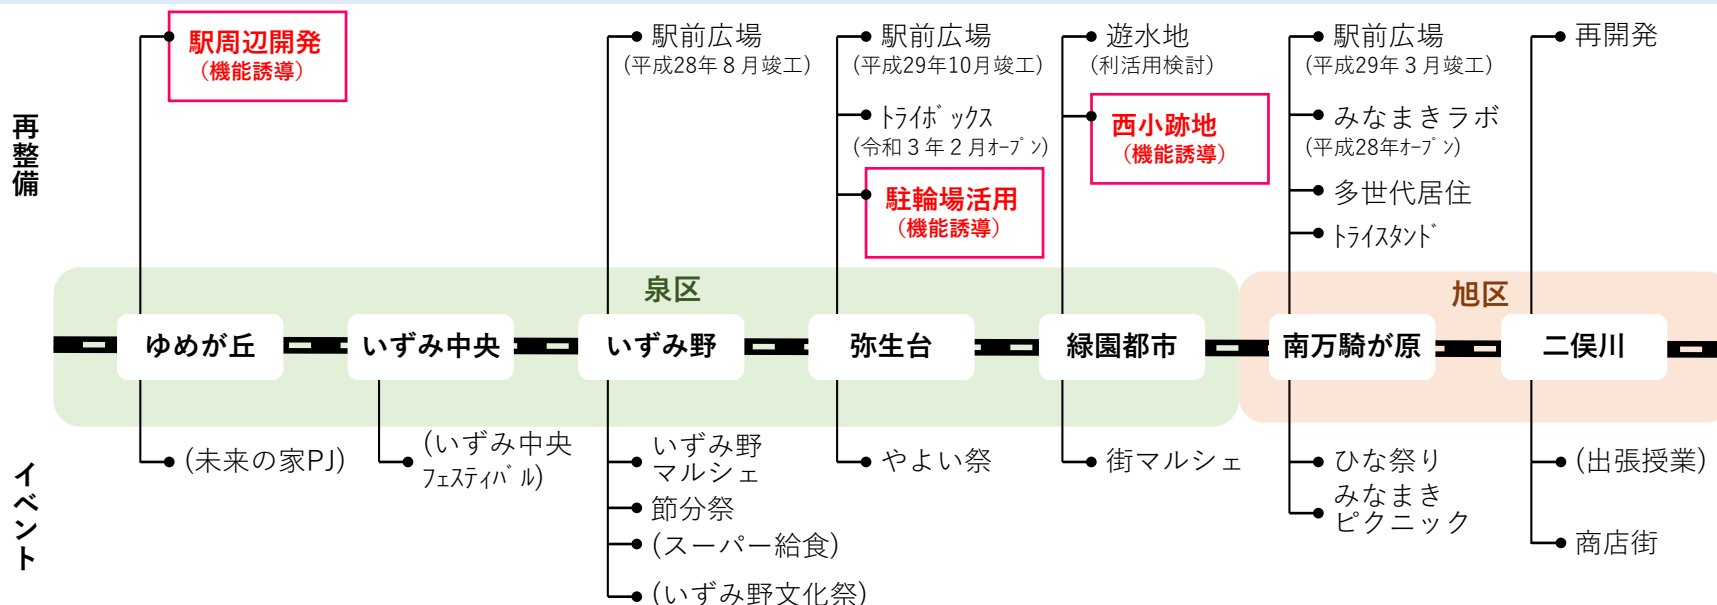 再整備
駅周辺開発
（機能誘導）
駅前広場
(平成28年８月竣工)
駅前広場
(平成29年10月竣工)
ﾄﾗｲﾎﾞｯｸｽ
(令和３年２月ｵｰﾌﾟﾝ)
駐輪場活用
（機能誘導）
遊水地
(利活用検討)
西小跡地
（機能誘導）
駅前広場
(平成29年３月竣工)
みなまきラボ
(平成28年ｵｰﾌﾟﾝ)
多世代居住
ﾄﾗｲｽﾀﾝﾄﾞ
再開発
泉区
旭区
ゆめが丘
いずみ中央
いずみ野
弥生台
緑園都市
南万騎が原
二俣川
イベント
(未来の家PJ)
(いずみ中央
ﾌｪｽﾃｨﾊﾞﾙ)
いずみ野
マルシェ
節分祭
(スーパー給食)
(いずみ野文化祭)
やよい祭
街マルシェ
ひな祭り
みなまき
ピクニック
(出張授業)
商店街